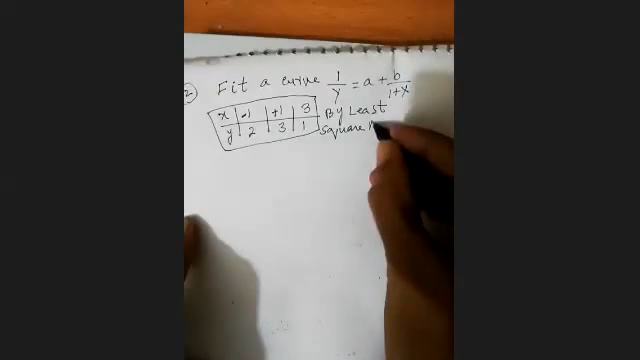 2 Fit a curve 1/y = a + b/1+x
x | -1 | +1 | 3 By Least
y | 2 | 3 | 1 square